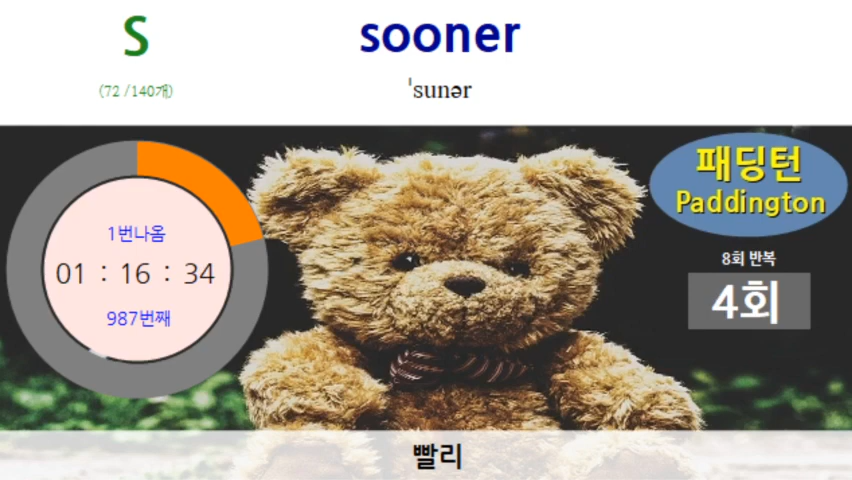 S
sooner
(72 /140개)
ˈsunər
패딩턴
Paddington
1번나옴
01 : 16 : 34
987번째
8회 반복
4회
빨리